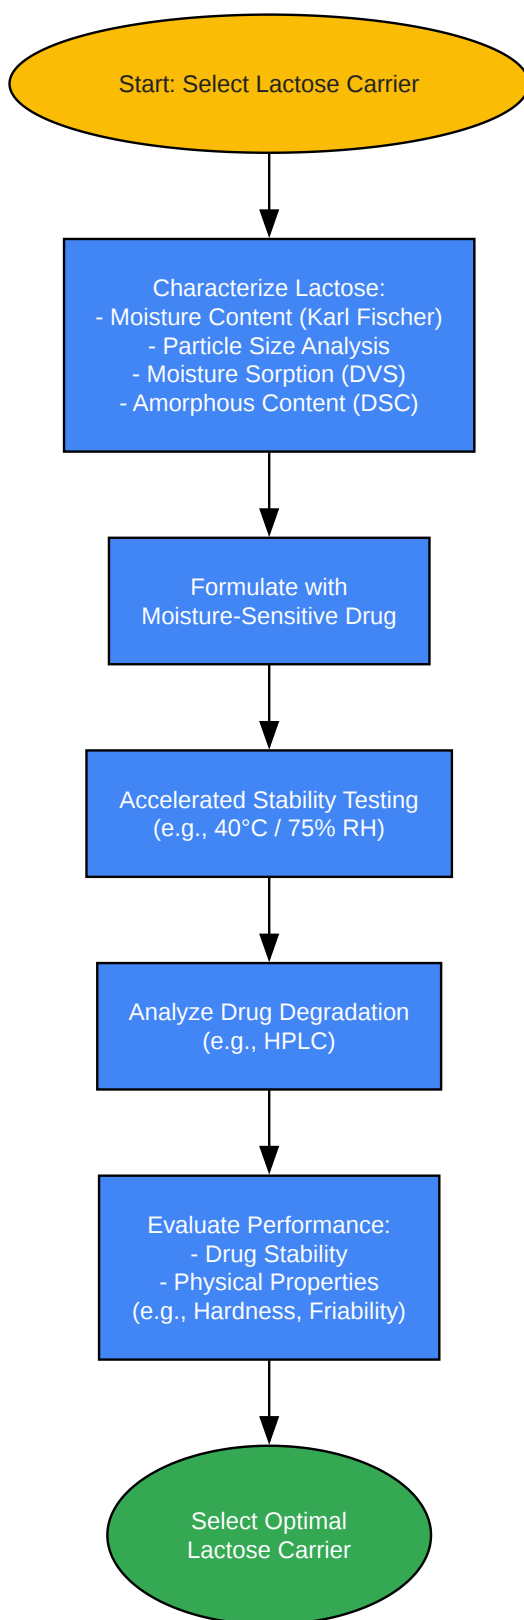 Start: Select Lactose Carrier
Characterize Lactose:
- Moisture Content (Karl Fischer)
- Particle Size Analysis
- Moisture Sorption (DVS)
- Amorphous Content (DSC)
Formulate with
Moisture-Sensitive Drug
Accelerated Stability Testing
(e.g., 40°C / 75% RH)
Analyze Drug Degradation
(e.g., HPLC)
Evaluate Performance:
- Drug Stability
- Physical Properties
(e.g., Hardness, Friability)
Select Optimal
Lactose Carrier